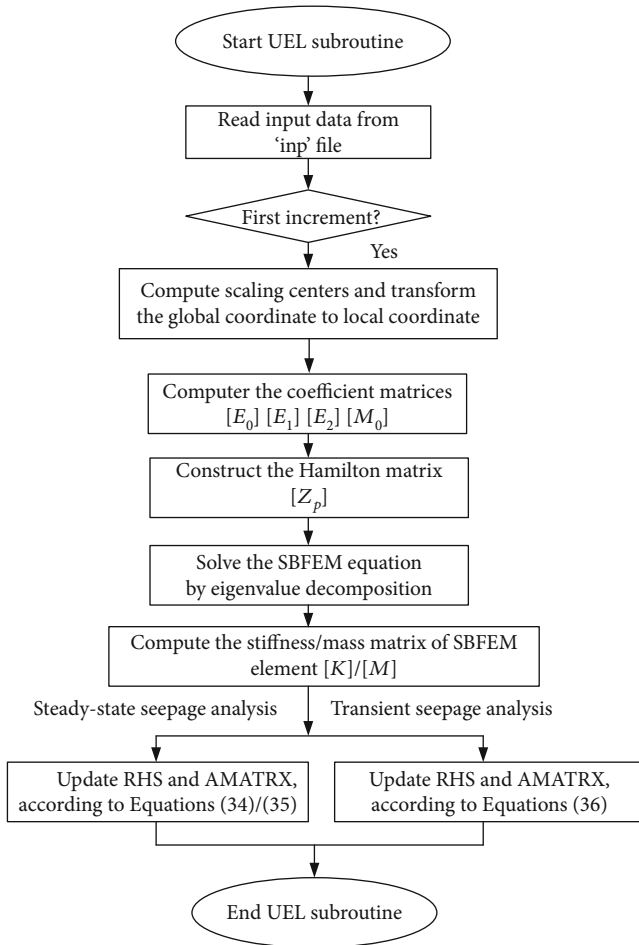 Start UEL subroutine
Read input data from
‘inp’ file
First increment?
Yes
Compute scaling centers and transform
the global coordinate to local coordinate
Computer the coefficient matrices
[E₀] [E₁] [E₂] [M₀]
Construct the Hamilton matrix
[Zₚ]
Solve the SBFEM equation
by eigenvalue decomposition
Compute the stiffness/mass matrix of SBFEM
element [K]/[M]
Steady-state seepage analysis
Transient seepage analysis
Update RHS and AMATRX,
according to Equations (34)/(35)
Update RHS and AMATRX,
according to Equations (36)
End UEL subroutine